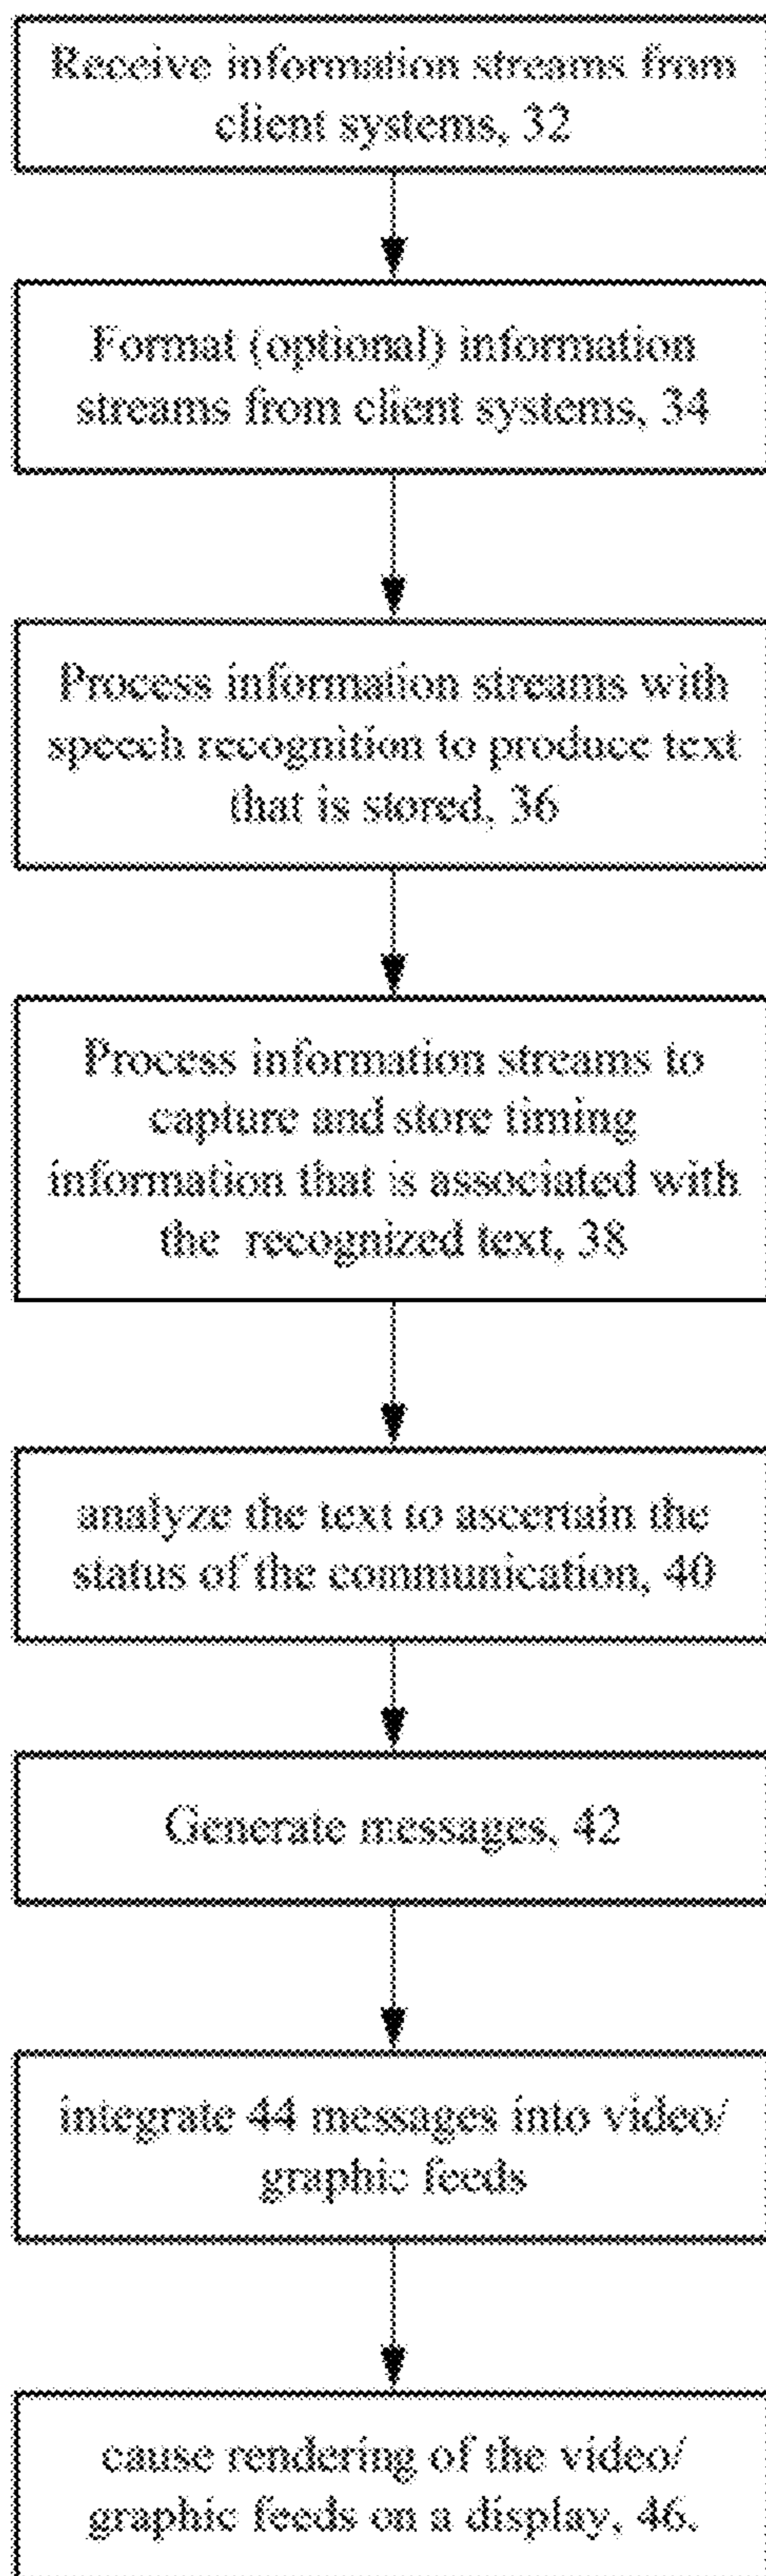 Receive information streams from
client systems, 32
Format (optional) information
streams from client systems, 34
Process information streams with
speech recognition to produce text
that is stored, 36
Process information streams to
capture and store timing
information that is associated with
the recognized text, 38
analyze the text to ascertain the
status of the communication, 40
Generate messages, 42
integrate 44 messages into video/
graphic feeds
cause rendering of the video/
graphic feeds on a display, 46.